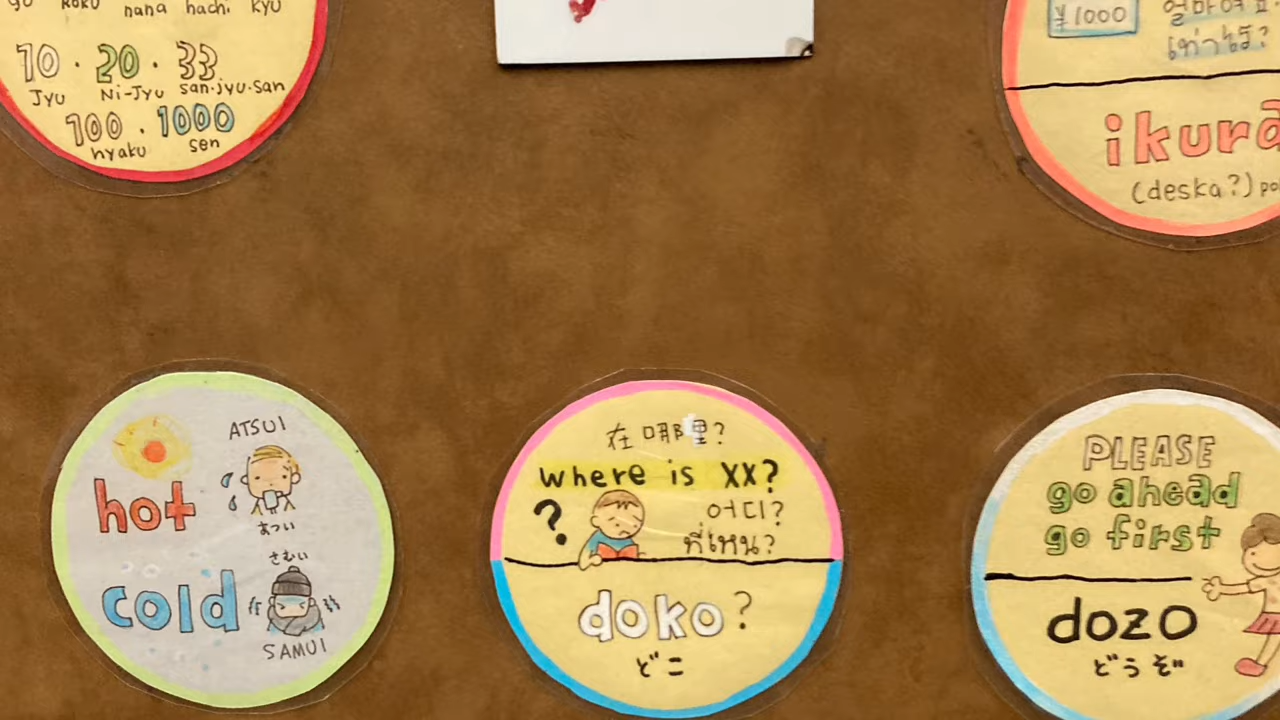 go roku nana hachi kyu
10 · 20 · 33
Jyu Ni-Jyu san·jyu·san
100 · 1000
hyaku sen
¥1000
얼마예요?
เท่าไร?
ikura
(deska?)
hot
ATSUI
あつい
cold
さむい
SAMUI
在哪里?
where is XX?
?
어디?
ที่ไหน?
doko?
どこ
PLEASE
go ahead
go first
dozo
どうぞ